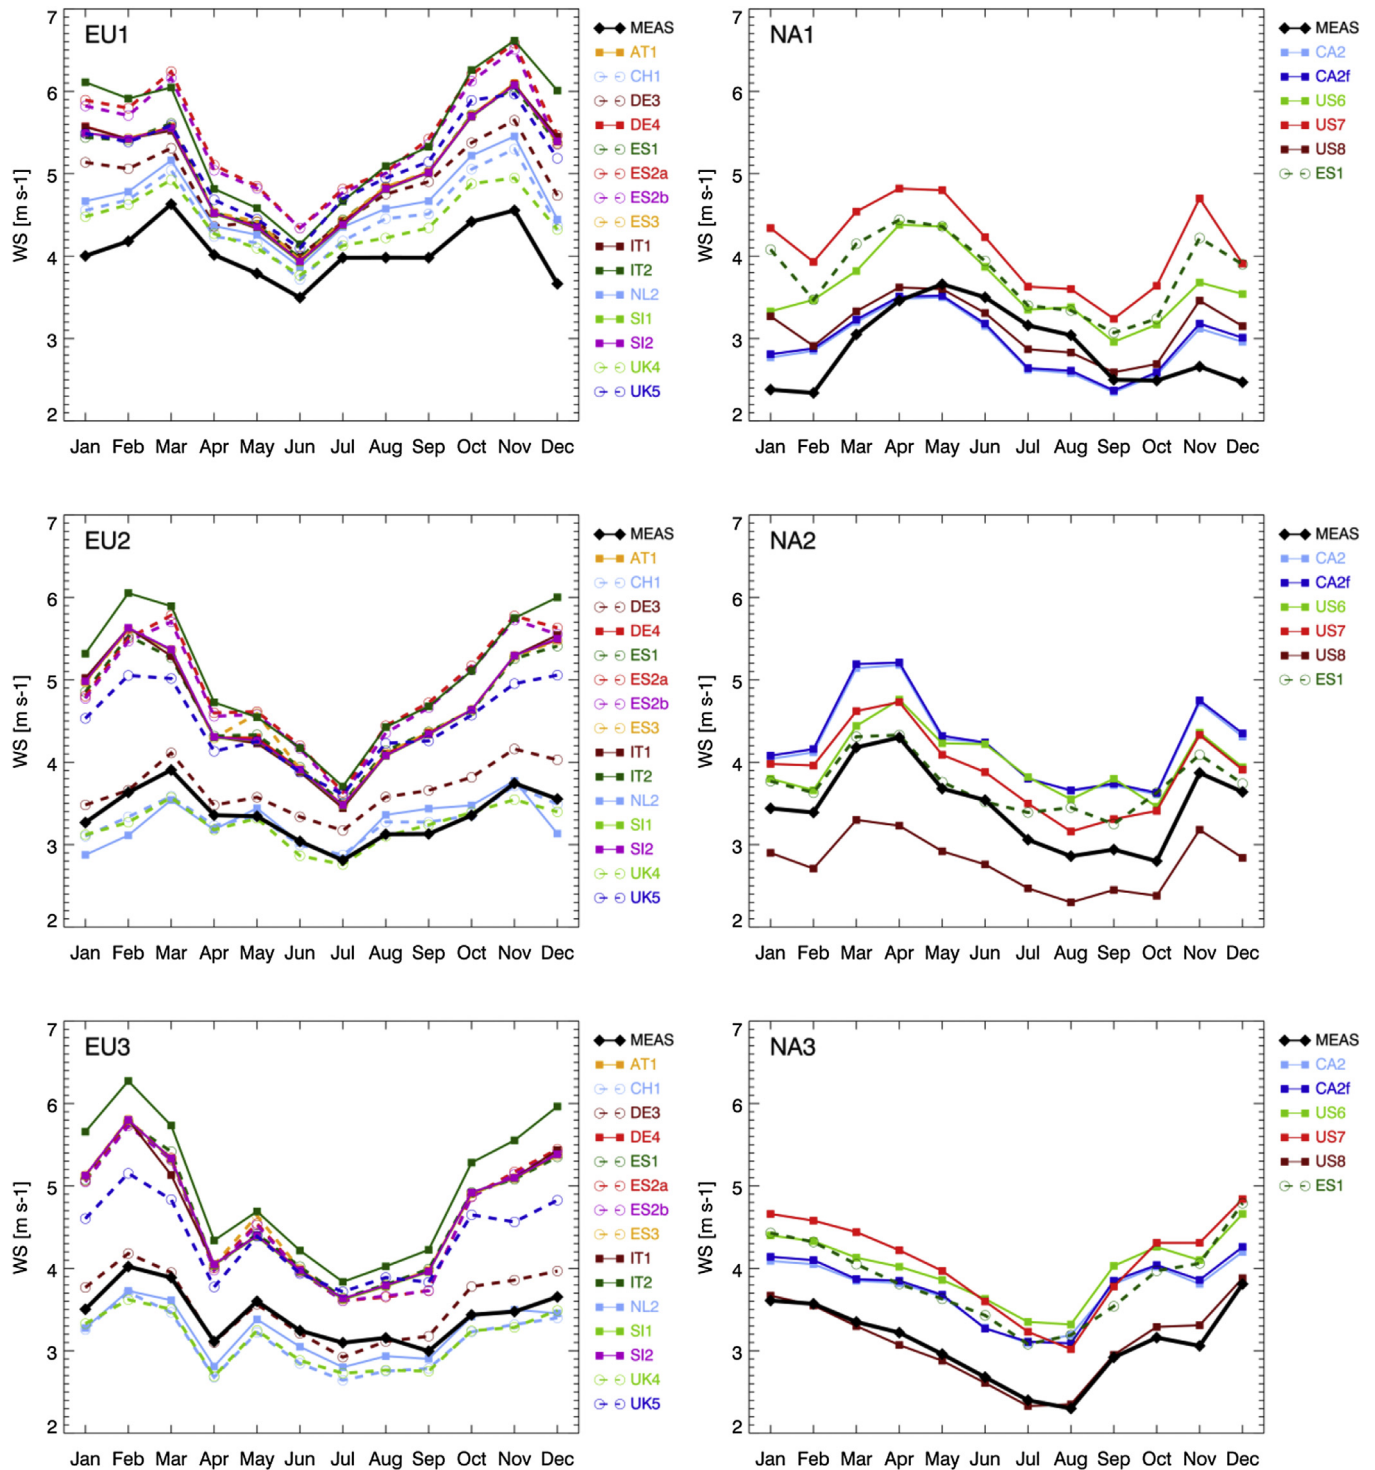 EU1
WS [m s-1]
7
6
5
4
3
2
Jan Feb Mar Apr May Jun Jul Aug Sep Oct Nov Dec
MEAS
AT1
CH1
DE3
DE4
ES1
ES2a
ES2b
ES3
IT1
IT2
NL2
SI1
SI2
UK4
UK5
NA1
WS [m s-1]
7
6
5
4
3
2
Jan Feb Mar Apr May Jun Jul Aug Sep Oct Nov Dec
MEAS
CA2
CA2f
US6
US7
US8
ES1
EU2
WS [m s-1]
7
6
5
4
3
2
Jan Feb Mar Apr May Jun Jul Aug Sep Oct Nov Dec
MEAS
AT1
CH1
DE3
DE4
ES1
ES2a
ES2b
ES3
IT1
IT2
NL2
SI1
SI2
UK4
UK5
NA2
WS [m s-1]
7
6
5
4
3
2
Jan Feb Mar Apr May Jun Jul Aug Sep Oct Nov Dec
MEAS
CA2
CA2f
US6
US7
US8
ES1
EU3
WS [m s-1]
7
6
5
4
3
2
Jan Feb Mar Apr May Jun Jul Aug Sep Oct Nov Dec
MEAS
AT1
CH1
DE3
DE4
ES1
ES2a
ES2b
ES3
IT1
IT2
NL2
SI1
SI2
UK4
UK5
NA3
WS [m s-1]
7
6
5
4
3
2
Jan Feb Mar Apr May Jun Jul Aug Sep Oct Nov Dec
MEAS
CA2
CA2f
US6
US7
US8
ES1